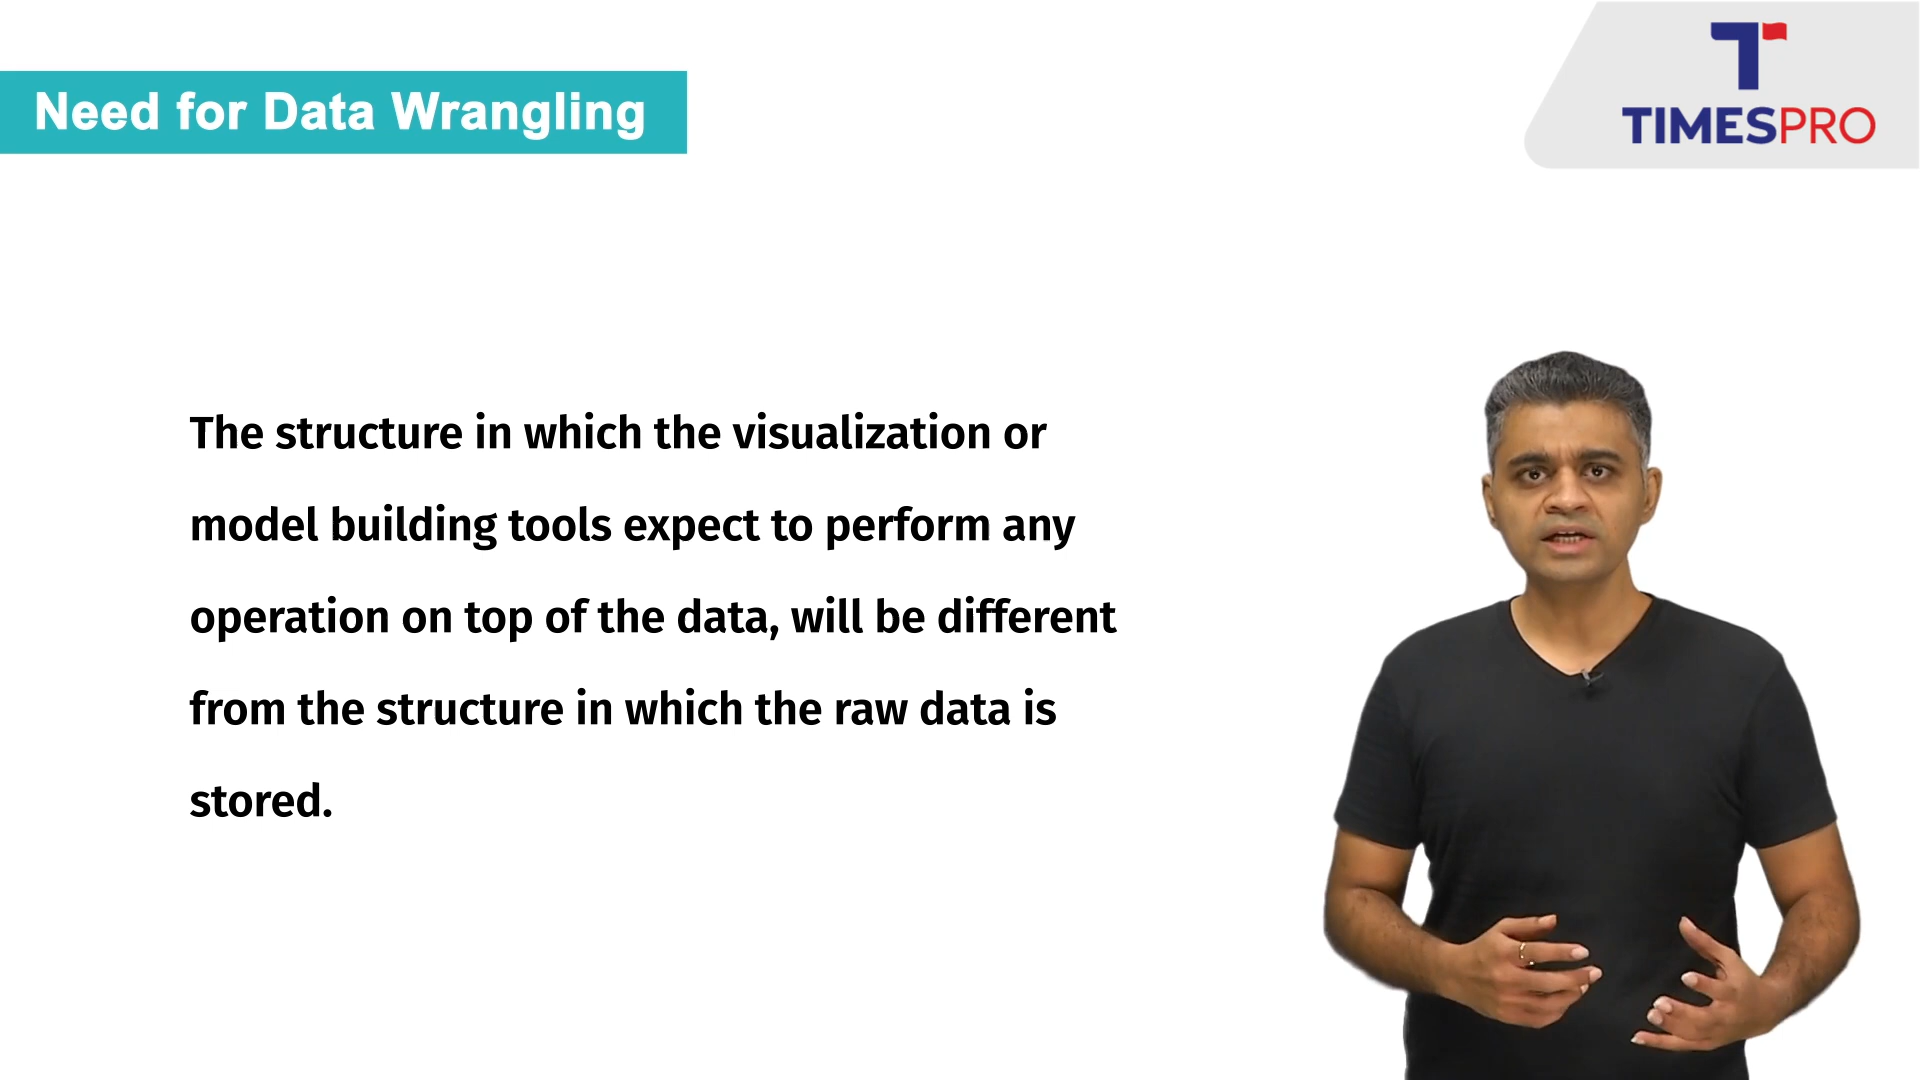 Need for Data Wrangling
TIMESPRO
The structure in which the visualization or
model building tools expect to perform any
operation on top of the data, will be different
from the structure in which the raw data is
stored.